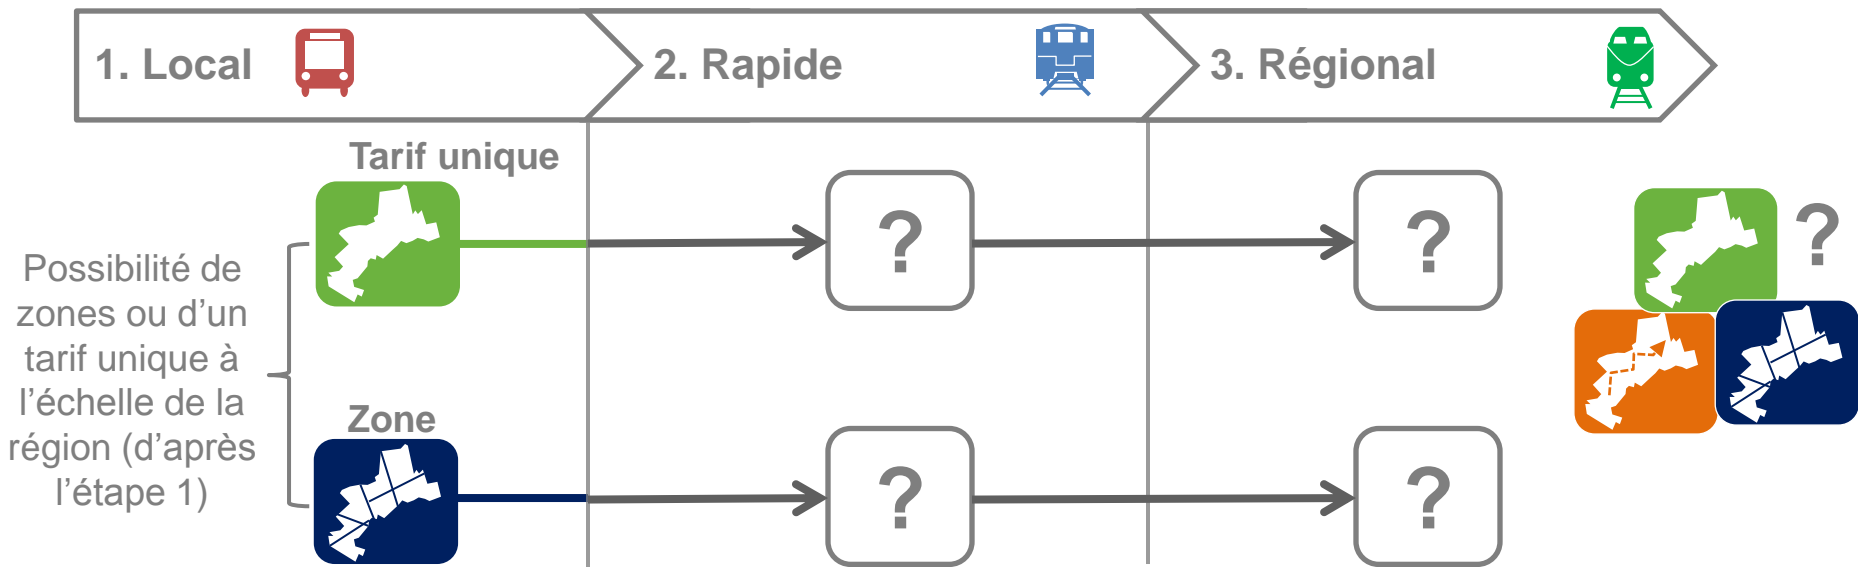 1. Local
2. Rapide
3. Régional
Tarif unique
?
?
?
Possibilité de
zones ou d’un
tarif unique à
l’échelle de la
région (d’après
l’étape 1)
Zone
?
?